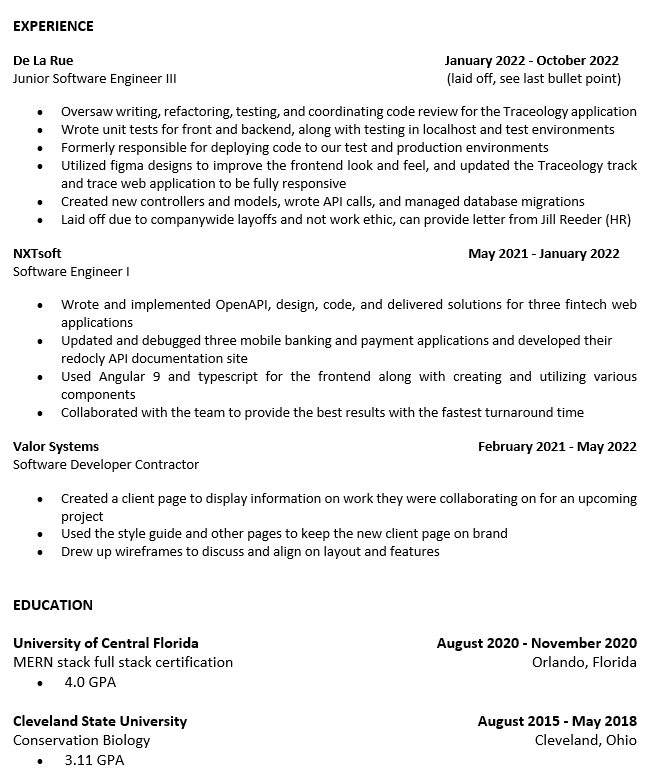 EXPERIENCE
De La Rue January 2022 - October 2022
Junior Software Engineer III (laid off, see last bullet point)
• Oversaw writing, refactoring, testing, and coordinating code review for the Traceology application
• Wrote unit tests for front and backend, along with testing in localhost and test environments
• Formerly responsible for deploying code to our test and production environments
• Utilized figma designs to improve the frontend look and feel, and updated the Traceology track
and trace web application to be fully responsive
• Created new controllers and models, wrote API calls, and managed database migrations
• Laid off due to companywide layoffs and not work ethic, can provide letter from Jill Reeder (HR)
NXTsoft May 2021 - January 2022
Software Engineer I
• Wrote and implemented OpenAPI, design, code, and delivered solutions for three fintech web
applications
• Updated and debugged three mobile banking and payment applications and developed their
redocly API documentation site
• Used Angular 9 and typescript for the frontend along with creating and utilizing various
components
• Collaborated with the team to provide the best results with the fastest turnaround time
Valor Systems February 2021 - May 2022
Software Developer Contractor
• Created a client page to display information on work they were collaborating on for an upcoming
project
• Used the style guide and other pages to keep the new client page on brand
• Drew up wireframes to discuss and align on layout and features
EDUCATION
University of Central Florida August 2020 - November 2020
MERN stack full stack certification Orlando, Florida
• 4.0 GPA
Cleveland State University August 2015 - May 2018
Conservation Biology Cleveland, Ohio
• 3.11 GPA